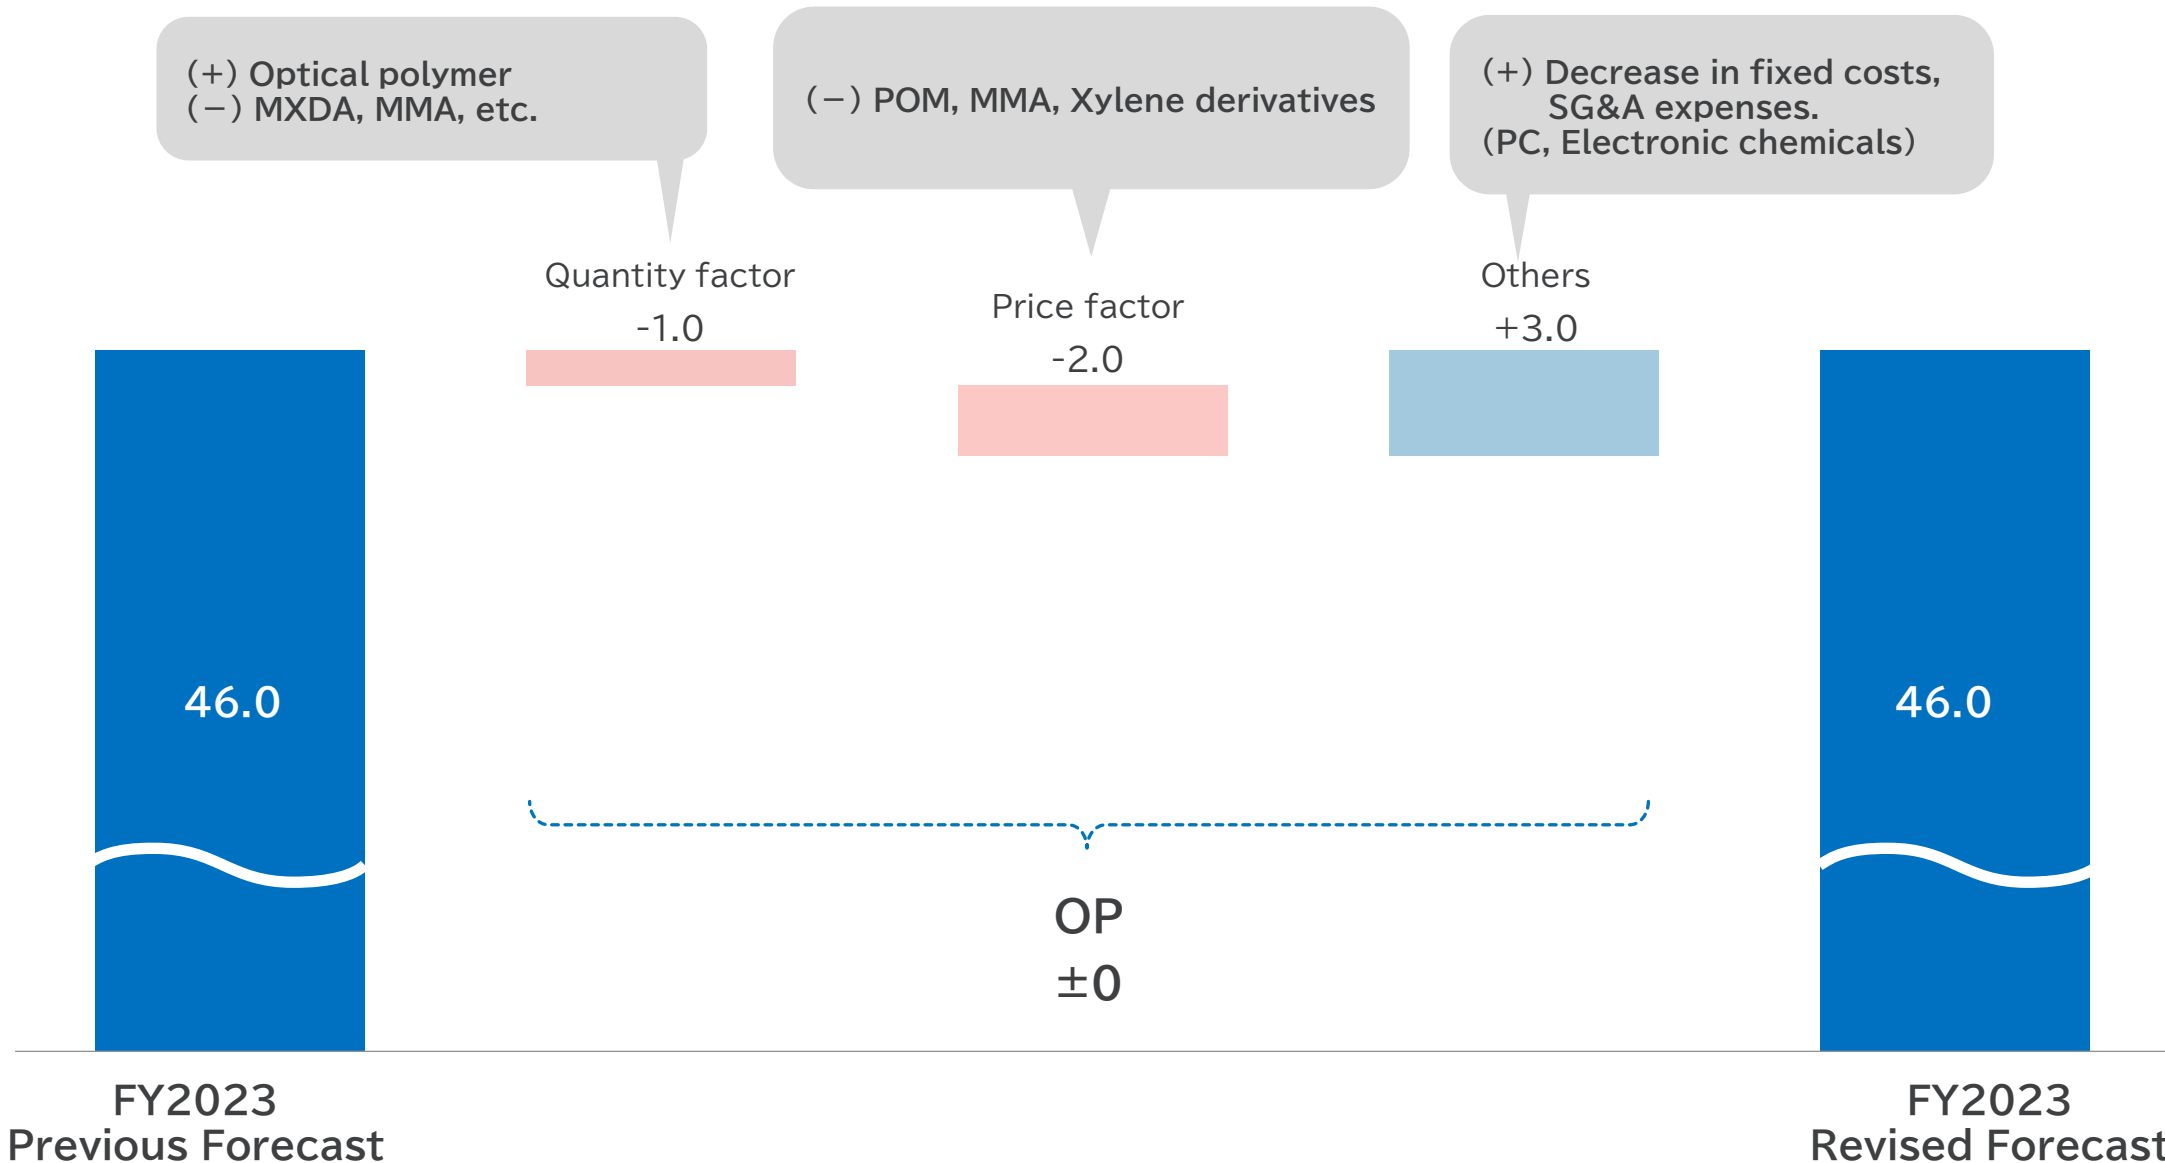 (+) Optical polymer
(−) MXDA, MMA, etc.
(−) POM, MMA, Xylene derivatives
(+) Decrease in fixed costs,
SG&A expenses.
(PC, Electronic chemicals)
Quantity factor
-1.0
Price factor
-2.0
Others
+3.0
46.0
46.0
OP
±0
FY2023
Previous Forecast
FY2023
Revised Forecast